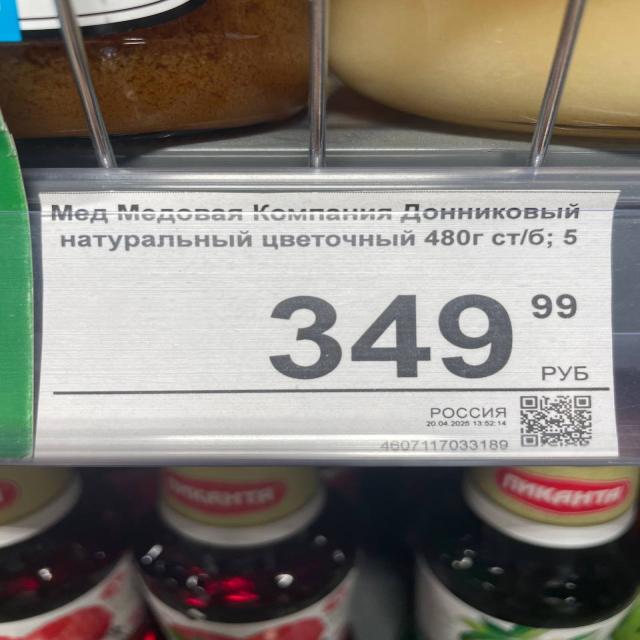 Мед Медовая Компания Донниковый
натуральный цветочный 480г ст/б; 5
349 99
РУБ
РОССИЯ
20.04.2025 13:52:14
4607117033189
ПИКАНТА
ПИКАНТА